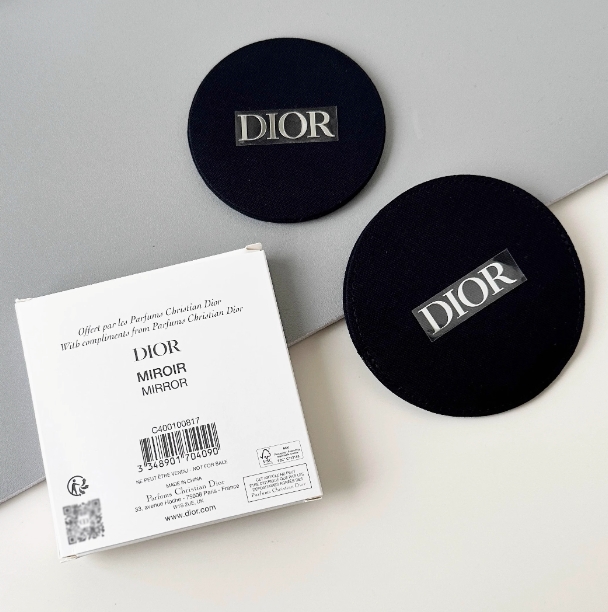 DIOR
DIOR
Offert par les Parfums Christian Dior
With compliments from Parfums Christian Dior
DIOR
MIROIR
MIRROR
C400100817
3 348901 704090
NE PEUT ÊTRE VENDU - NOT FOR SALE
MADE IN CHINA
Parfums Christian Dior
33, avenue Hoche - 75008 Paris - France
www.dior.com
FSC